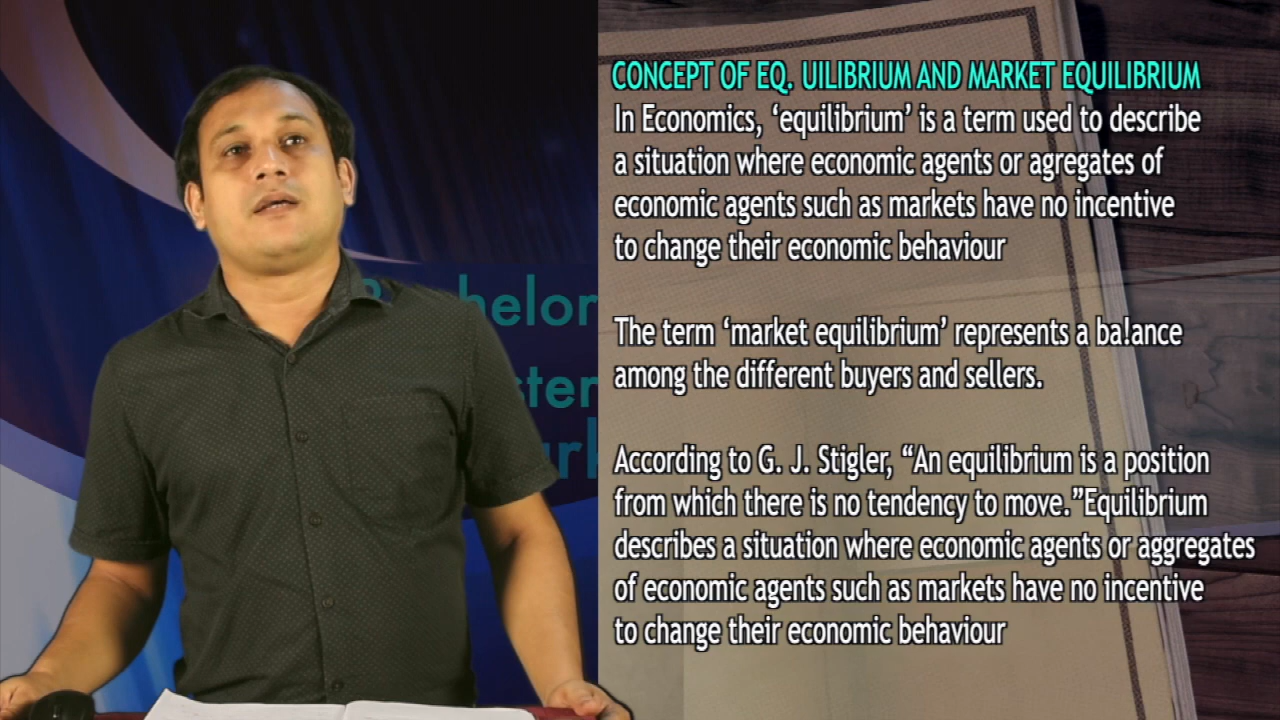 CONCEPT OF EQ. UILIBRIUM AND MARKET EQUILIBRIUM
In Economics, ‘equilibrium’ is a term used to describe
a situation where economic agents or agregates of
economic agents such as markets have no incentive
to change their economic behaviour
The term ‘market equilibrium’ represents a ba!ance
among the different buyers and sellers.
According to G. J. Stigler, “An equilibrium is a position
from which there is no tendency to move.”Equilibrium
describes a situation where economic agents or aggregates
of economic agents such as markets have no incentive
to change their economic behaviour